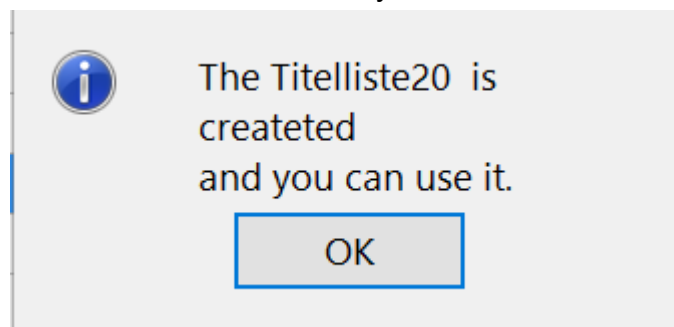 The Titelliste20  is
createted
and you can use it.
OK